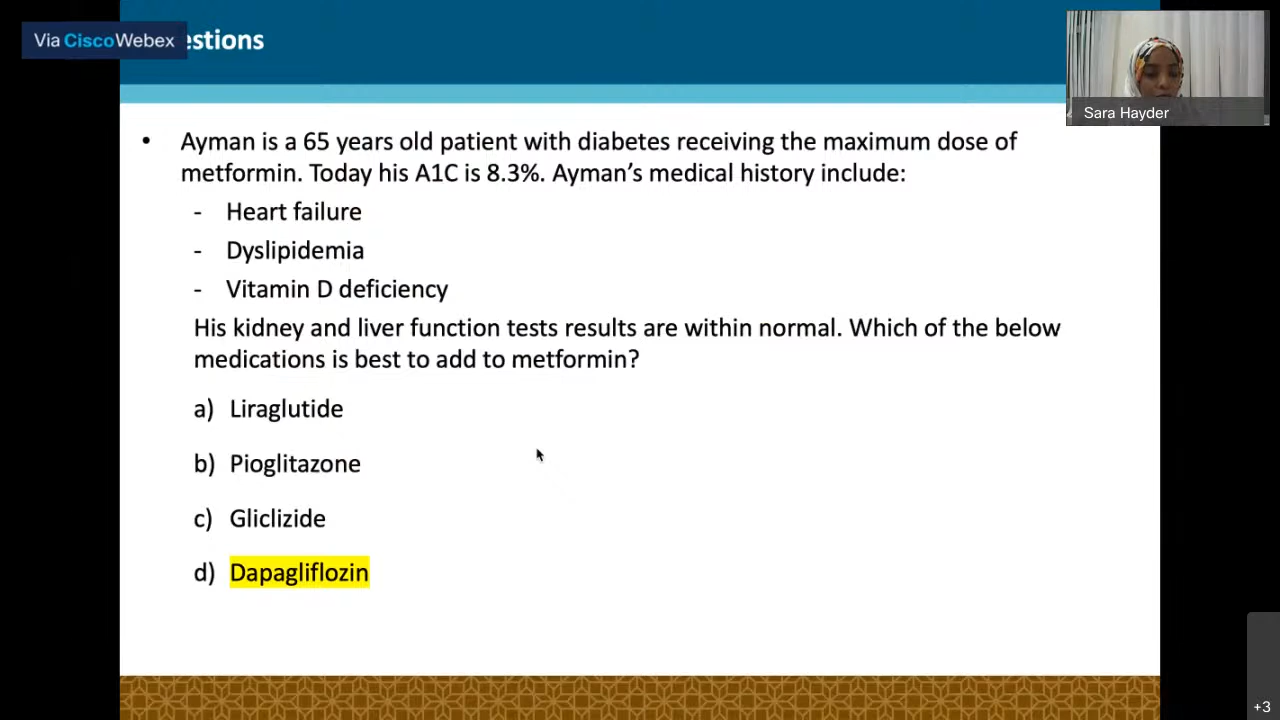 Via CiscoWebex
estions
Sara Hayder
• Ayman is a 65 years old patient with diabetes receiving the maximum dose of
metformin. Today his A1C is 8.3%. Ayman’s medical history include:
- Heart failure
- Dyslipidemia
- Vitamin D deficiency
His kidney and liver function tests results are within normal. Which of the below
medications is best to add to metformin?
a) Liraglutide
b) Pioglitazone
c) Gliclizide
d) Dapagliflozin
+3